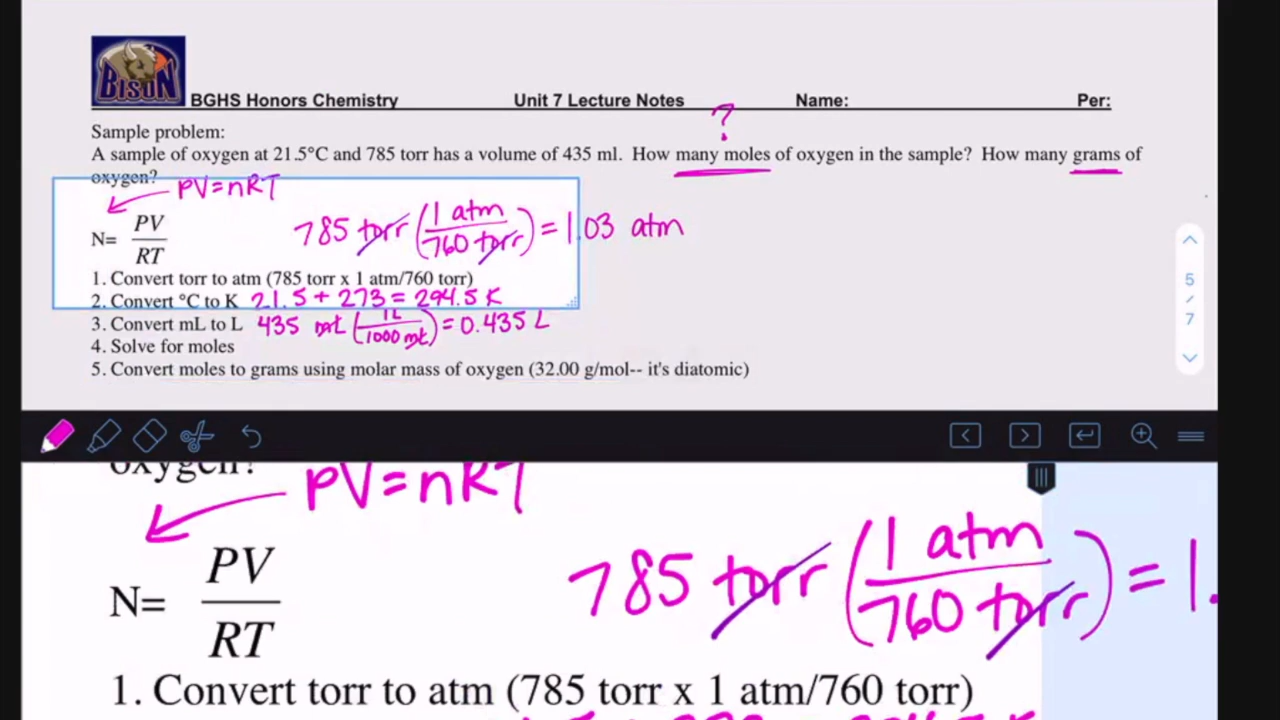 BISON
BGHS Honors Chemistry Unit 7 Lecture Notes Name: Per:
?
Sample problem:
A sample of oxygen at 21.5°C and 785 torr has a volume of 435 ml. How many moles of oxygen in the sample? How many grams of
oxygen?
PV=nRT
N= PV/RT
785 torr (1 atm/760 torr) = 1.03 atm
1. Convert torr to atm (785 torr x 1 atm/760 torr)
2. Convert °C to K 21.5 + 273 = 294.5 K
3. Convert mL to L 435 mL (1L/1000 mL) = 0.435 L
4. Solve for moles
5. Convert moles to grams using molar mass of oxygen (32.00 g/mol-- it's diatomic)
5
/
7
oxygen?
PV=nRT
N= PV/RT
785 torr (1 atm/760 torr) = 1.
1. Convert torr to atm (785 torr x 1 atm/760 torr)